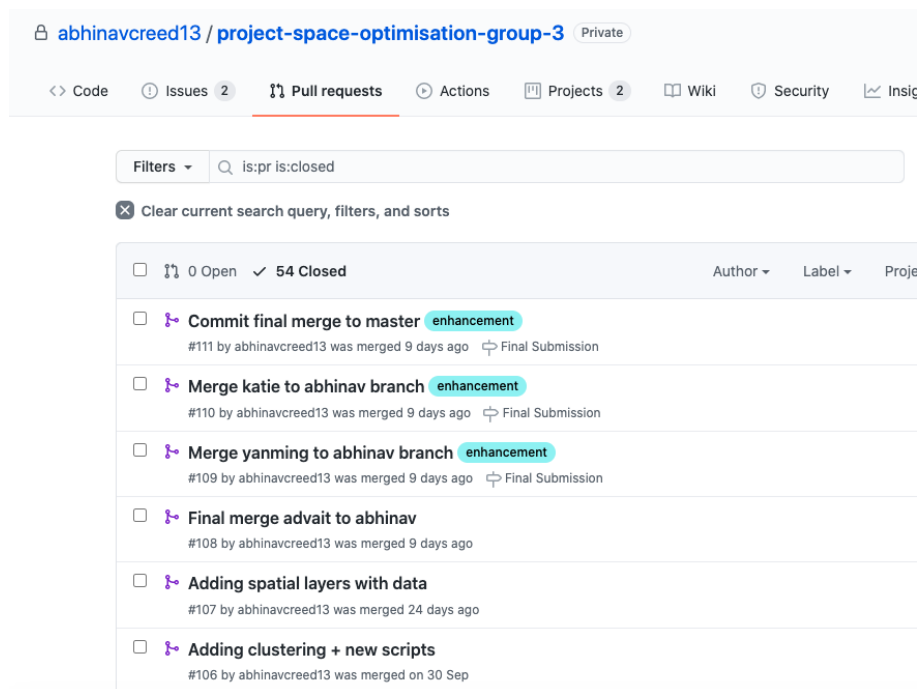 abhinavcreed13 / project-space-optimisation-group-3 Private
Code Issues 2 Pull requests Actions Projects 2 Wiki Security Insig
Filters is:pr is:closed
Clear current search query, filters, and sorts
0 Open 54 Closed Author Label Proje
Commit final merge to master enhancement
#111 by abhinavcreed13 was merged 9 days ago Final Submission
Merge katie to abhinav branch enhancement
#110 by abhinavcreed13 was merged 9 days ago Final Submission
Merge yanming to abhinav branch enhancement
#109 by abhinavcreed13 was merged 9 days ago Final Submission
Final merge advait to abhinav
#108 by abhinavcreed13 was merged 9 days ago
Adding spatial layers with data
#107 by abhinavcreed13 was merged 24 days ago
Adding clustering + new scripts
#106 by abhinavcreed13 was merged on 30 Sep